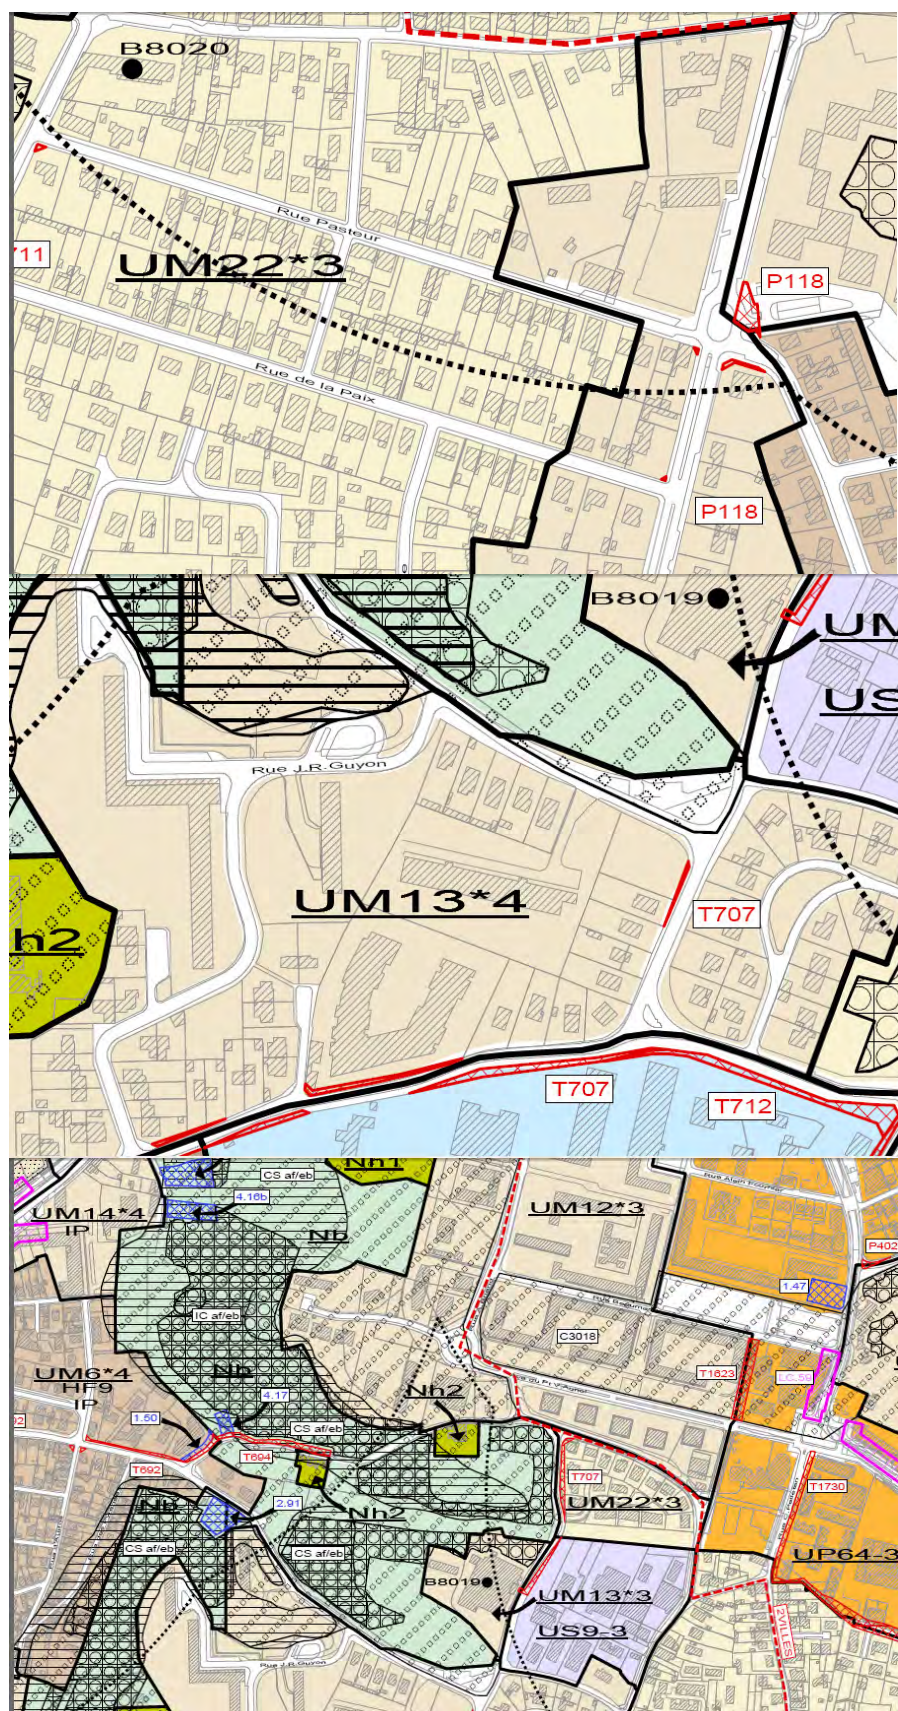 B8020
Rue Pasteur
711
UM22*3
P118
Rue de la Paix
P118
B8019
UM
US
Rue J.R. Guyon
UM13*4
T707
h2
T707
T712
CS af/eb
Nh1
4.16b
UM14*4
IP
Nb
UM12*3
Rue Alain Fournier
P402
1.47
IC af/eb
C3018
T1623
LC.59
UM6*4
HF9
IP
Nb
4.17
Nh2
1.50
CS af/eb
T694
T692
T707
UM22*3
T1730
Nb
2.91
Nh2
CS af/eb
CS af/eb
UP64-3
B8019
UM13*3
US9-3
2VILLES
Rue J.R. Guyon